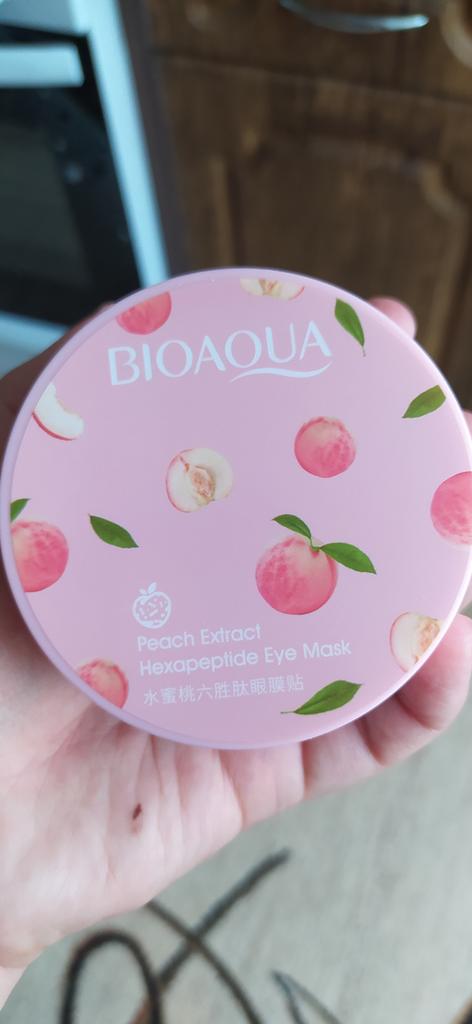 BIOAQUA
Peach Extract
Hexapeptide Eye Mask
水蜜桃六胜肽眼膜贴